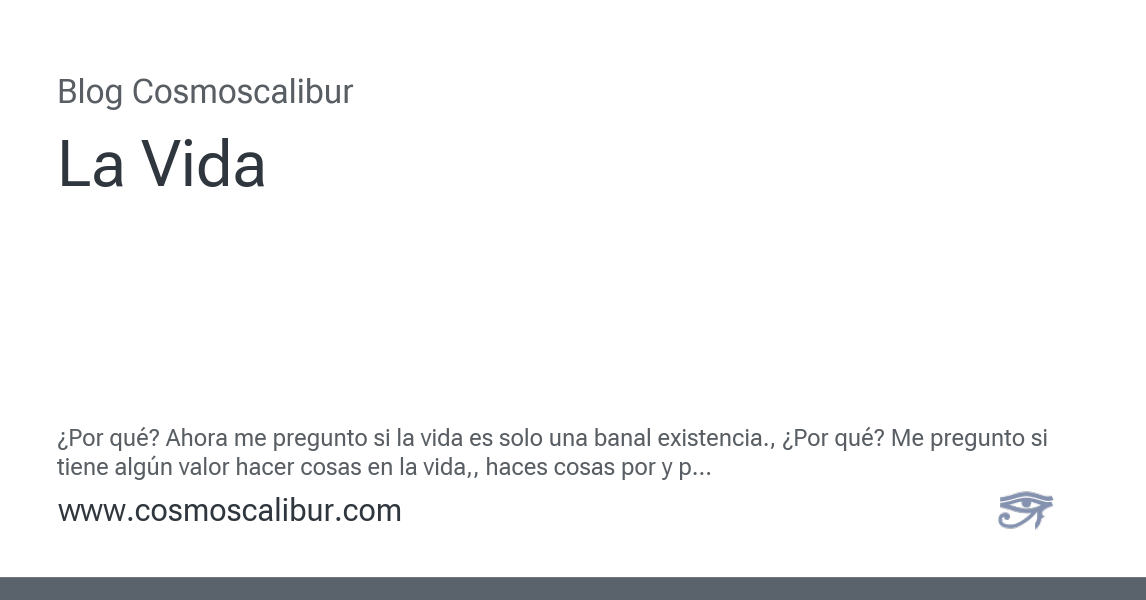 Blog Cosmoscalibur
La Vida
¿Por qué? Ahora me pregunto si la vida es solo una banal existencia., ¿Por qué? Me pregunto si
tiene algún valor hacer cosas en la vida,, haces cosas por y p...
www.cosmoscalibur.com